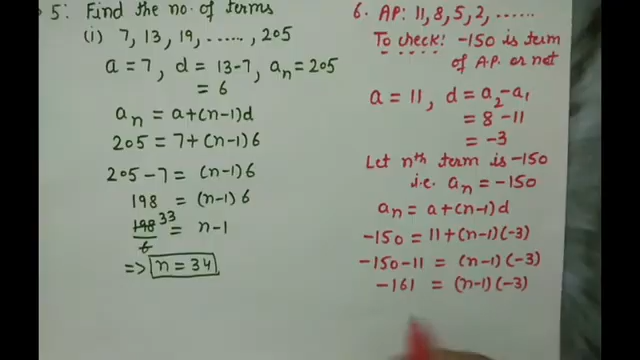 5: Find the no. of terms
(i) 7, 13, 19, ......, 205
a = 7, d = 13-7, an = 205
= 6
an = a+(n-1)d
205 = 7+(n-1)6
205-7 = (n-1)6
198 = (n-1)6
198 33 = n-1
6
=> n = 34
6. AP: 11, 8, 5, 2, ......
To check! -150 is term
of A.P. or not
a = 11, d = a2-a1
= 8-11
= -3
Let nth term is -150
i.e. an = -150
an = a+(n-1)d
-150 = 11+(n-1)(-3)
-150-11 = (n-1)(-3)
-161 = (n-1)(-3)